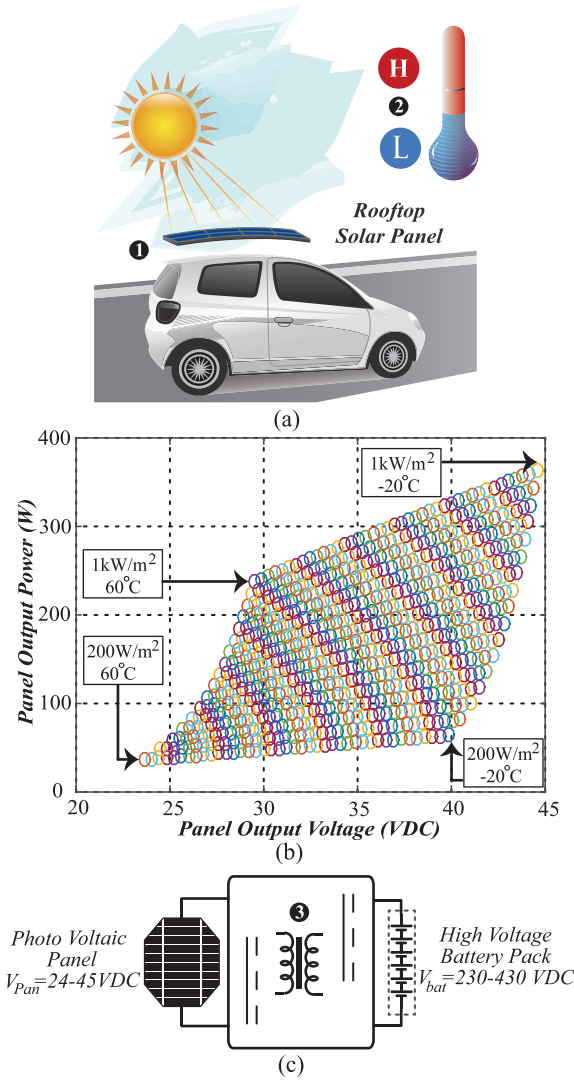 H
❷
L
Rooftop
Solar Panel
❶
(a)
400
300
200
100
0
Panel Output Power (W)
1kW/m²
-20°C
1kW/m²
60°C
200W/m²
60°C
200W/m²
-20°C
20
25
30
35
40
45
Panel Output Voltage (VDC)
(b)
❸
Photo Voltaic
Panel
V_Pan=24-45VDC
High Voltage
Battery Pack
V_bat=230-430 VDC
(c)